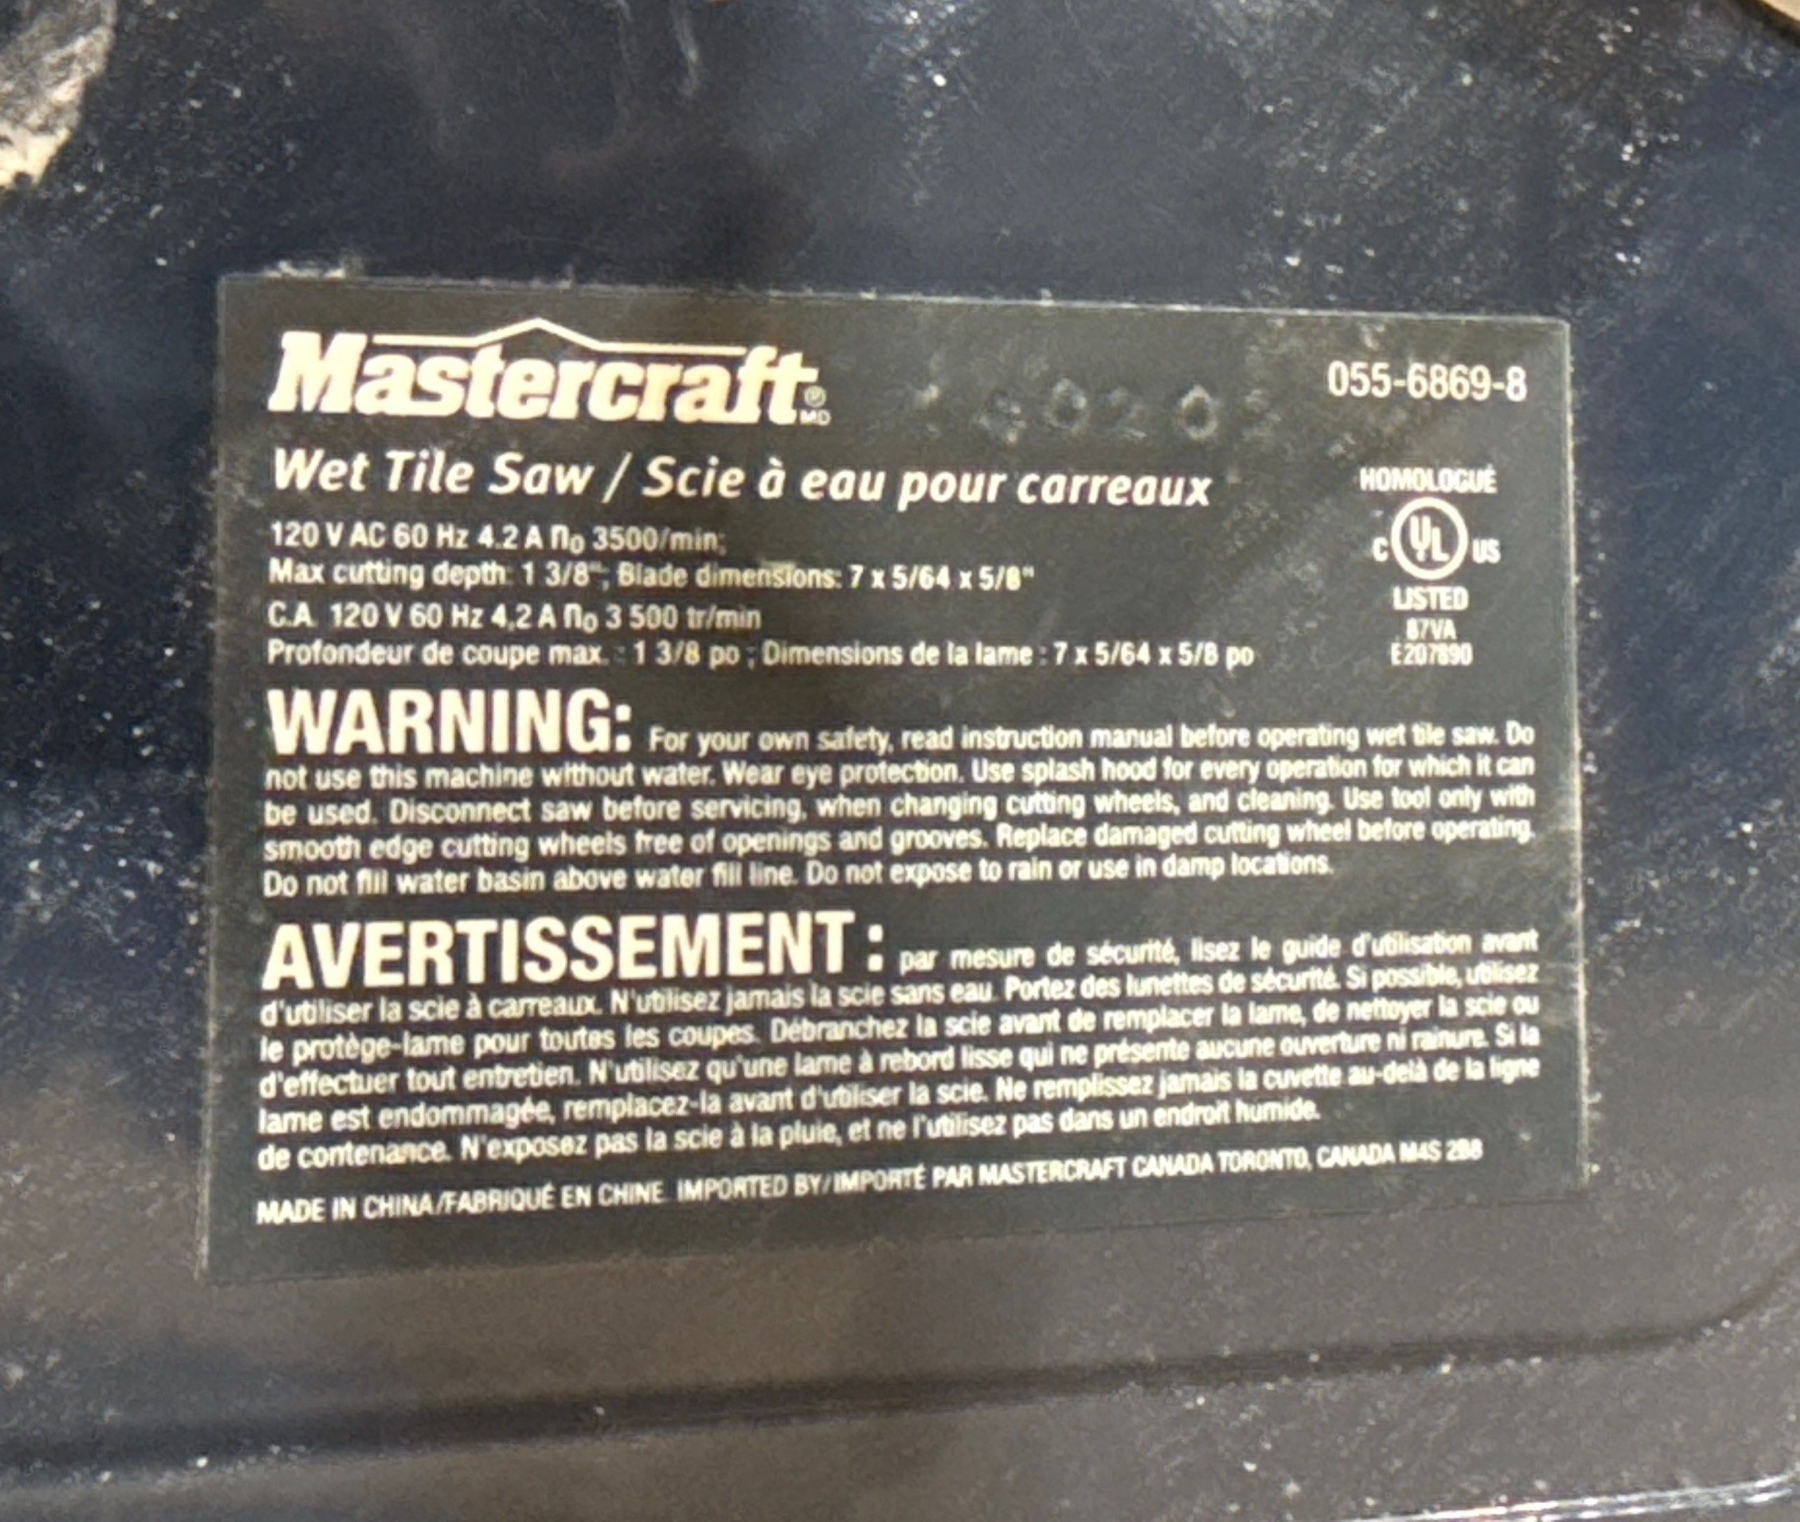 Mastercraft® MD
055-6869-8
Wet Tile Saw / Scie à eau pour carreaux
120 V AC 60 Hz 4.2 A n₀ 3500/min;
Max cutting depth: 1 3/8"; Blade dimensions: 7 x 5/64 x 5/8"
C.A. 120 V 60 Hz 4,2 A n₀ 3 500 tr/min
Profondeur de coupe max. : 1 3/8 po ; Dimensions de la lame : 7 x 5/64 x 5/8 po
HOMOLOGUÉ
C UL US
LISTED
87VA
E207890
WARNING: For your own safety, read instruction manual before operating wet tile saw. Do
not use this machine without water. Wear eye protection. Use splash hood for every operation for which it can
be used. Disconnect saw before servicing, when changing cutting wheels, and cleaning. Use tool only with
smooth edge cutting wheels free of openings and grooves. Replace damaged cutting wheel before operating.
Do not fill water basin above water fill line. Do not expose to rain or use in damp locations.
AVERTISSEMENT : par mesure de sécurité, lisez le guide d'utilisation avant
d'utiliser la scie à carreaux. N'utilisez jamais la scie sans eau. Portez des lunettes de sécurité. Si possible, utilisez
le protège-lame pour toutes les coupes. Débranchez la scie avant de remplacer la lame, de nettoyer la scie ou
d'effectuer tout entretien. N'utilisez qu'une lame à rebord lisse qui ne présente aucune ouverture ni rainure. Si la
lame est endommagée, remplacez-la avant d'utiliser la scie. Ne remplissez jamais la cuvette au-delà de la ligne
de contenance. N'exposez pas la scie à la pluie, et ne l'utilisez pas dans un endroit humide.
MADE IN CHINA/FABRIQUÉ EN CHINE. IMPORTED BY/IMPORTÉ PAR MASTERCRAFT CANADA TORONTO, CANADA M4S 2B8